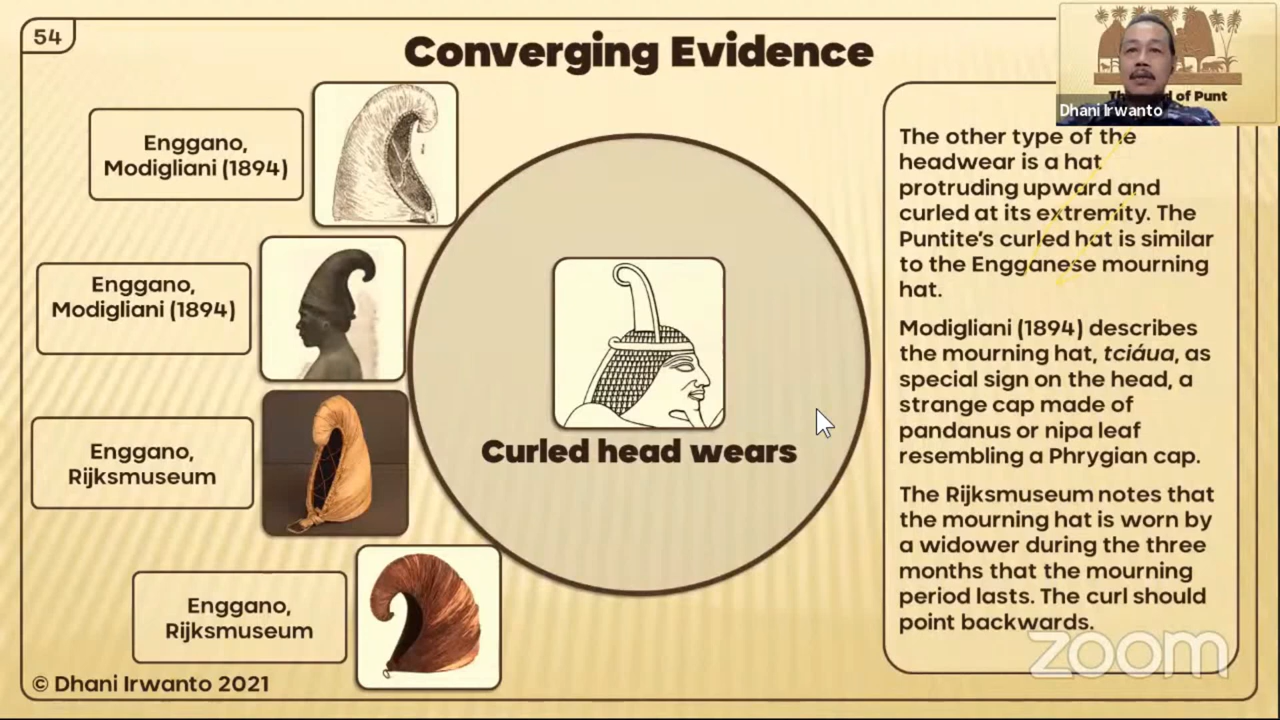 54
Converging Evidence
Dhani Irwanto
of Punt
Enggano,
Modigliani (1894)
Enggano,
Modigliani (1894)
Enggano,
Rijksmuseum
Enggano,
Rijksmuseum
Curled head wears
The other type of the
headwear is a hat
protruding upward and
curled at its extremity. The
Puntite's curled hat is similar
to the Engganese mourning
hat.
Modigliani (1894) describes
the mourning hat, tciáua, as
special sign on the head, a
strange cap made of
pandanus or nipa leaf
resembling a Phrygian cap.
The Rijksmuseum notes that
the mourning hat is worn by
a widower during the three
months that the mourning
period lasts. The curl should
point backwards.
zoom
© Dhani Irwanto 2021